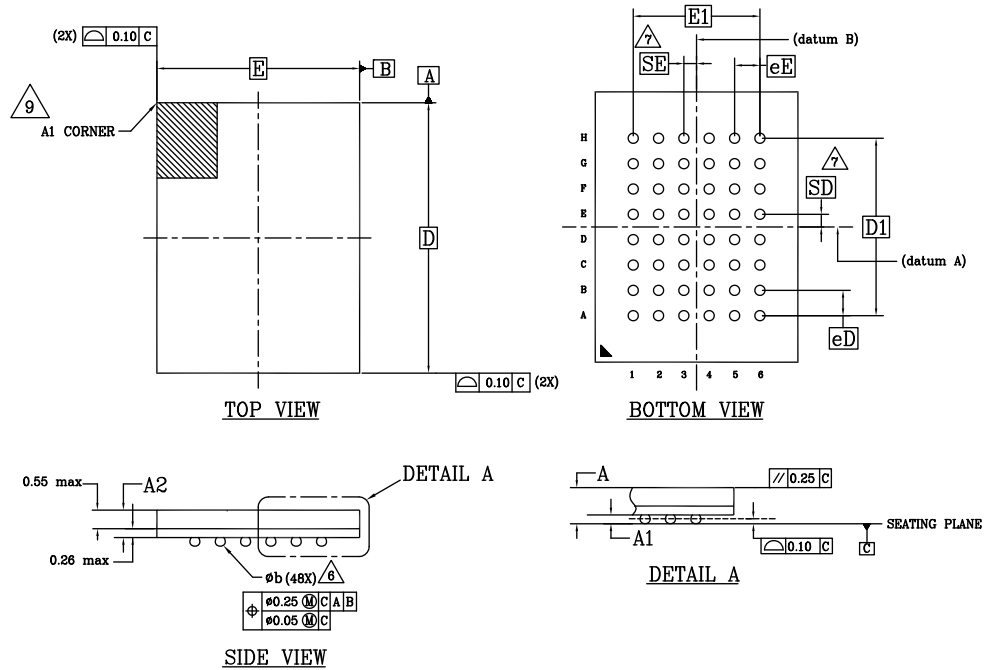 (2X) ⌓ 0.10 C
E
B
A
9
A1 CORNER
D
⌓ 0.10 C (2X)
TOP VIEW
E1
7
(datum B)
SE
eE
H
G
F
E
D
C
B
A
7
SD
D1
(datum A)
eD
1 2 3 4 5 6
BOTTOM VIEW
0.55 max
A2
DETAIL A
0.26 max
øb (48X) 6
⌖ ø0.25 Ⓜ C A B
ø0.05 Ⓜ C
SIDE VIEW
A
// 0.25 C
SEATING PLANE
A1
⌓ 0.10 C
C
DETAIL A